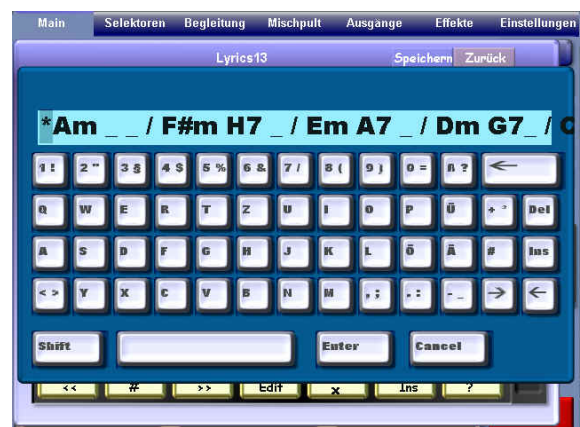 Main Selektoren Begleitung Mischpult Ausgänge Effekte Einstellungen
Lyrics13 Speichern Zurück
*Am _ _ / F#m H7 _ / Em A7 _ / Dm G7_ / C
1 ! 2 " 3 § 4 $ 5 % 6 & 7 / 8 ( 9 ) 0 = ß ? ←
Q W E R T Z U I O P Ü + * Del
A S D F G H J K L Ö Ä # Ins
< > Y X C V B N M , ; . : - _ → ←
Shift Enter Cancel
<< # >> Edit x Ins ?